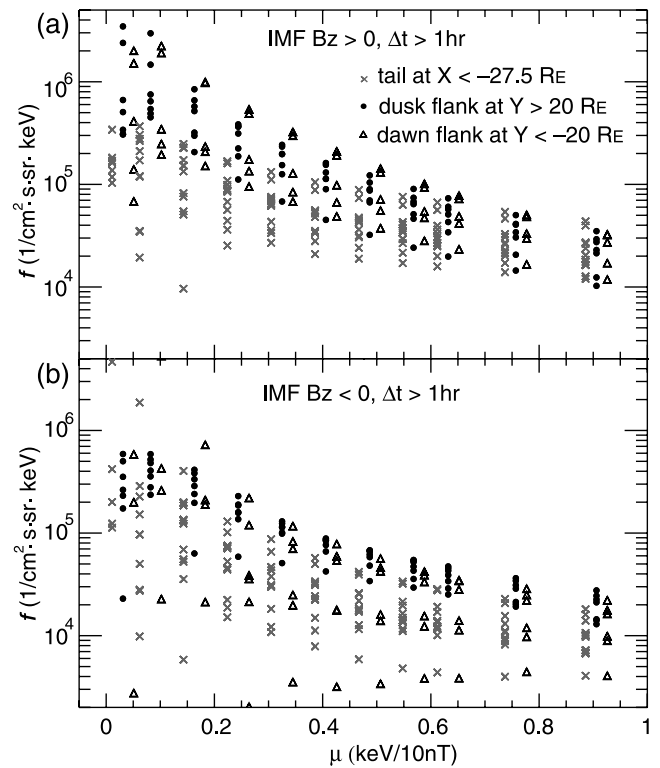 (a)
IMF Bz > 0, Δt > 1hr
× tail at X < −27.5 RE
• dusk flank at Y > 20 RE
△ dawn flank at Y < −20 RE
10⁶
10⁵
10⁴
f (1/cm²· s·sr· keV)
(b)
IMF Bz < 0, Δt > 1hr
10⁶
10⁵
10⁴
f (1/cm²· s·sr· keV)
0 0.2 0.4 0.6 0.8 1
μ (keV/10nT)